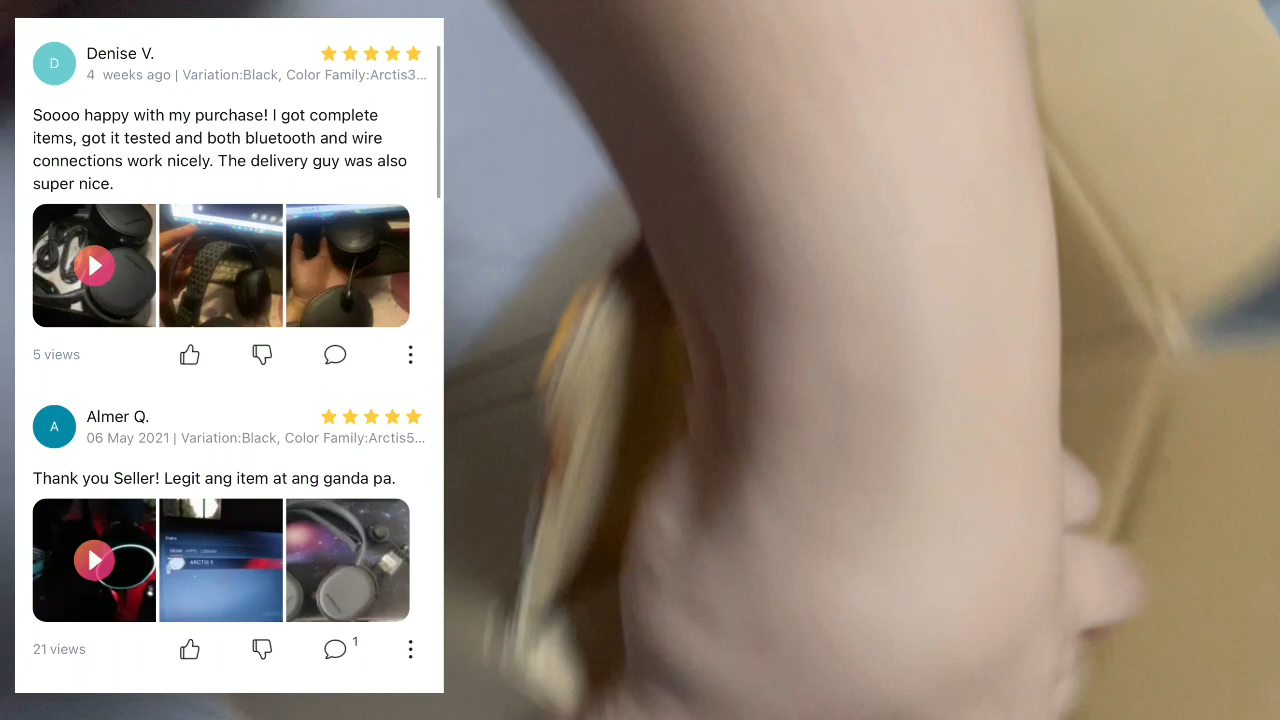 D
Denise V.
4 weeks ago | Variation:Black, Color Family:Arctis3...
Soooo happy with my purchase! I got complete
items, got it tested and both bluetooth and wire
connections work nicely. The delivery guy was also
super nice.
5 views
A
Almer Q.
06 May 2021 | Variation:Black, Color Family:Arctis5...
Thank you Seller! Legit ang item at ang ganda pa.
ARCTIS 5
21 views
1